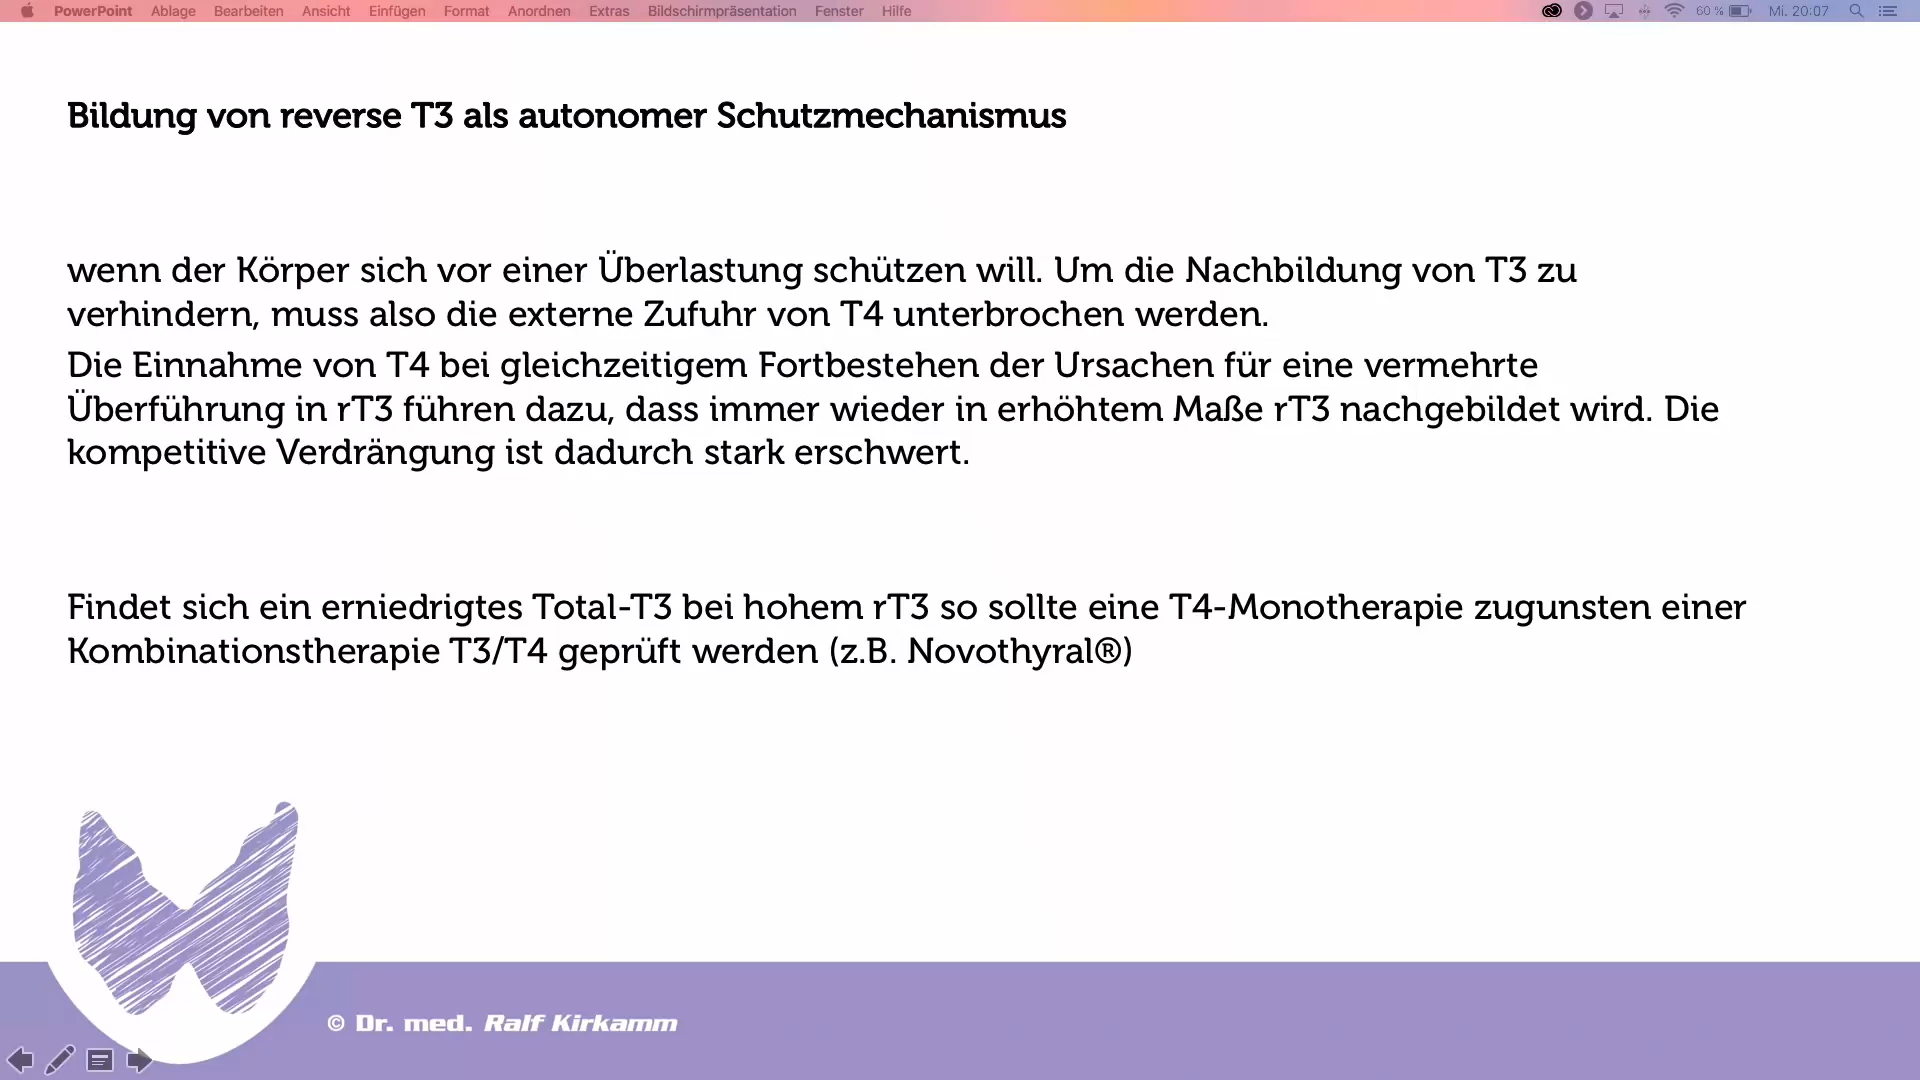 PowerPoint Ablage Bearbeiten Ansicht Einfügen Format Anordnen Extras Bildschirmpräsentation Fenster Hilfe 60 % Mi. 20:07
Bildung von reverse T3 als autonomer Schutzmechanismus
wenn der Körper sich vor einer Überlastung schützen will. Um die Nachbildung von T3 zu
verhindern, muss also die externe Zufuhr von T4 unterbrochen werden.
Die Einnahme von T4 bei gleichzeitigem Fortbestehen der Ursachen für eine vermehrte
Überführung in rT3 führen dazu, dass immer wieder in erhöhtem Maße rT3 nachgebildet wird. Die
kompetitive Verdrängung ist dadurch stark erschwert.
Findet sich ein erniedrigtes Total-T3 bei hohem rT3 so sollte eine T4-Monotherapie zugunsten einer
Kombinationstherapie T3/T4 geprüft werden (z.B. Novothyral®)
© Dr. med. Ralf Kirkamm